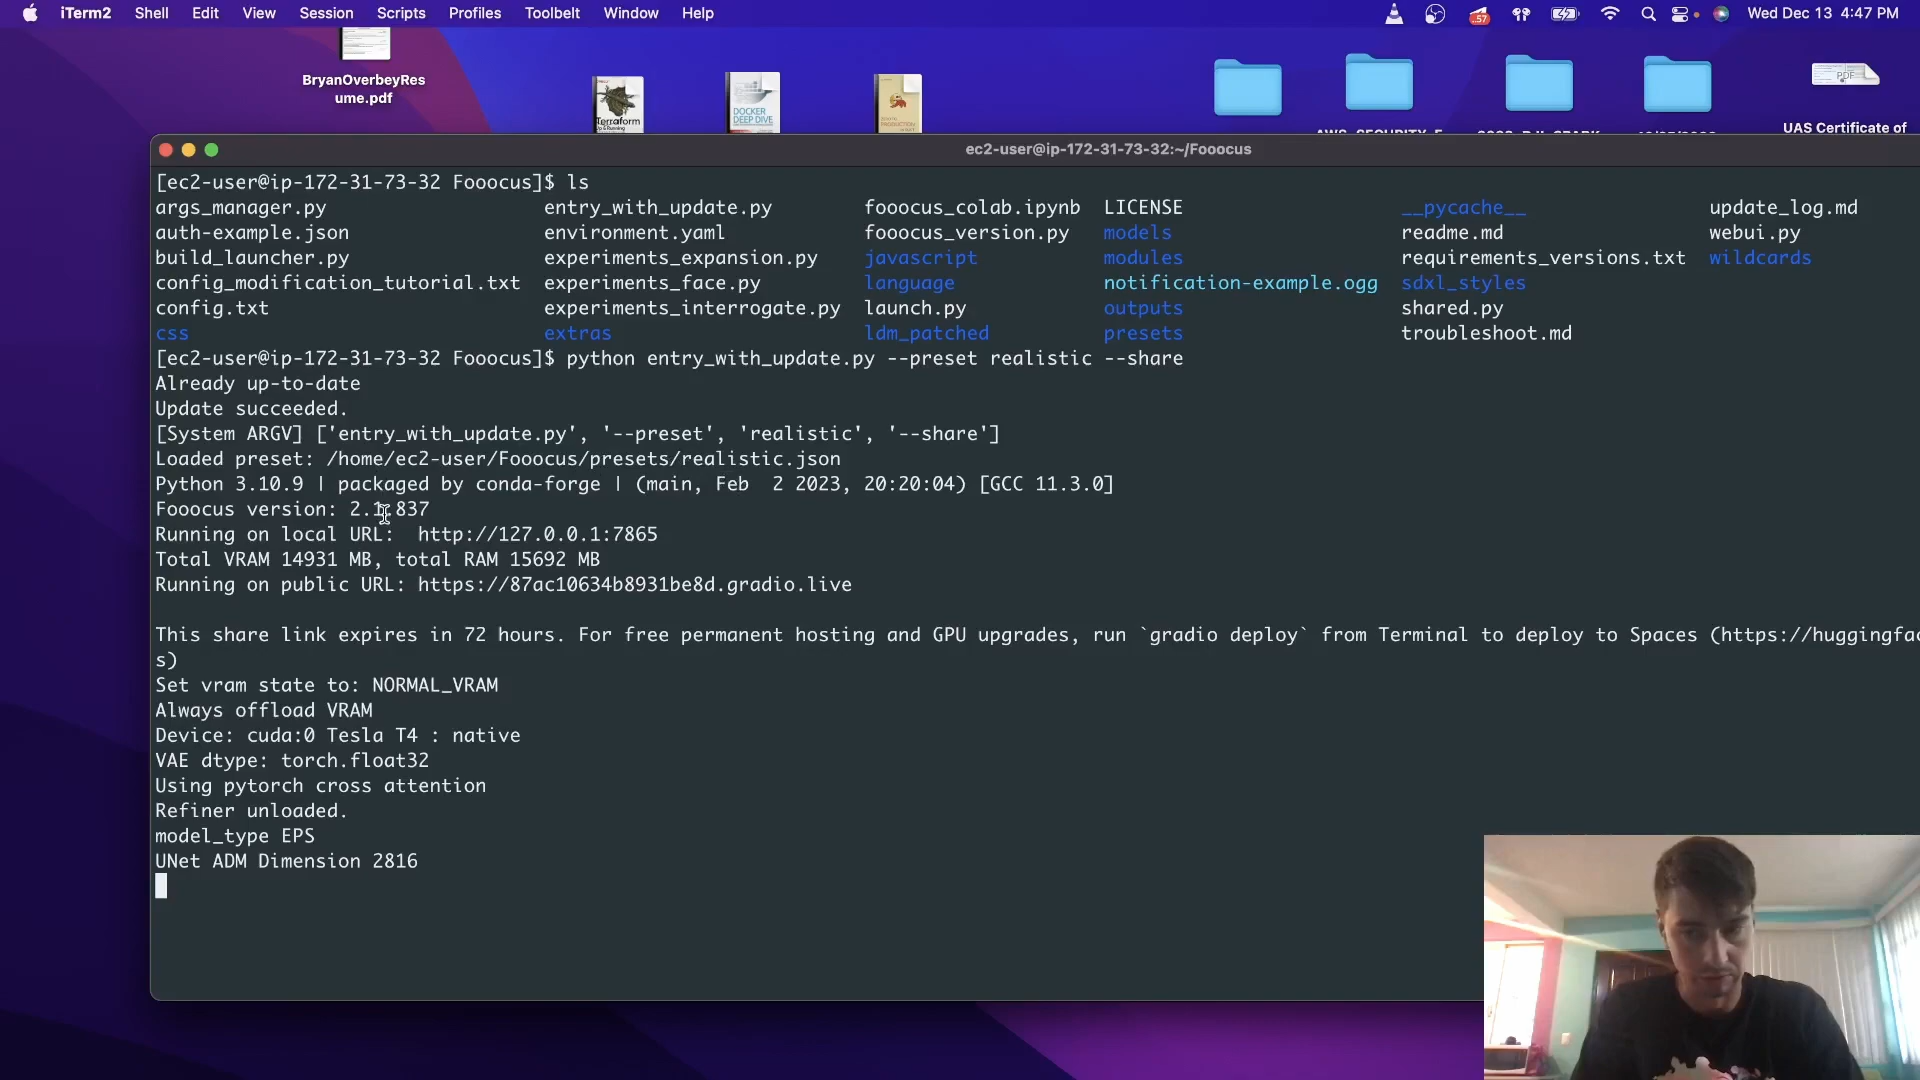 iTerm2 Shell Edit View Session Scripts Profiles Toolbelt Window Help .57 Wed Dec 13 4:47 PM
BryanOverbeyRes
ume.pdf
Terraform
DOCKER
DEEP DIVE
PDF
UAS Certificate of
ec2-user@ip-172-31-73-32:~/Fooocus
[ec2-user@ip-172-31-73-32 Fooocus]$ ls
args_manager.py entry_with_update.py fooocus_colab.ipynb LICENSE __pycache__ update_log.md
auth-example.json environment.yaml fooocus_version.py models readme.md webui.py
build_launcher.py experiments_expansion.py javascript modules requirements_versions.txt wildcards
config_modification_tutorial.txt experiments_face.py language notification-example.ogg sdxl_styles
config.txt experiments_interrogate.py launch.py outputs shared.py
css extras ldm_patched presets troubleshoot.md
[ec2-user@ip-172-31-73-32 Fooocus]$ python entry_with_update.py --preset realistic --share
Already up-to-date
Update succeeded.
[System ARGV] ['entry_with_update.py', '--preset', 'realistic', '--share']
Loaded preset: /home/ec2-user/Fooocus/presets/realistic.json
Python 3.10.9 | packaged by conda-forge | (main, Feb  2 2023, 20:20:04) [GCC 11.3.0]
Fooocus version: 2.1.837
Running on local URL:  http://127.0.0.1:7865
Total VRAM 14931 MB, total RAM 15692 MB
Running on public URL: https://87ac10634b8931be8d.gradio.live
This share link expires in 72 hours. For free permanent hosting and GPU upgrades, run `gradio deploy` from Terminal to deploy to Spaces (https://huggingfac
s)
Set vram state to: NORMAL_VRAM
Always offload VRAM
Device: cuda:0 Tesla T4 : native
VAE dtype: torch.float32
Using pytorch cross attention
Refiner unloaded.
model_type EPS
UNet ADM Dimension 2816